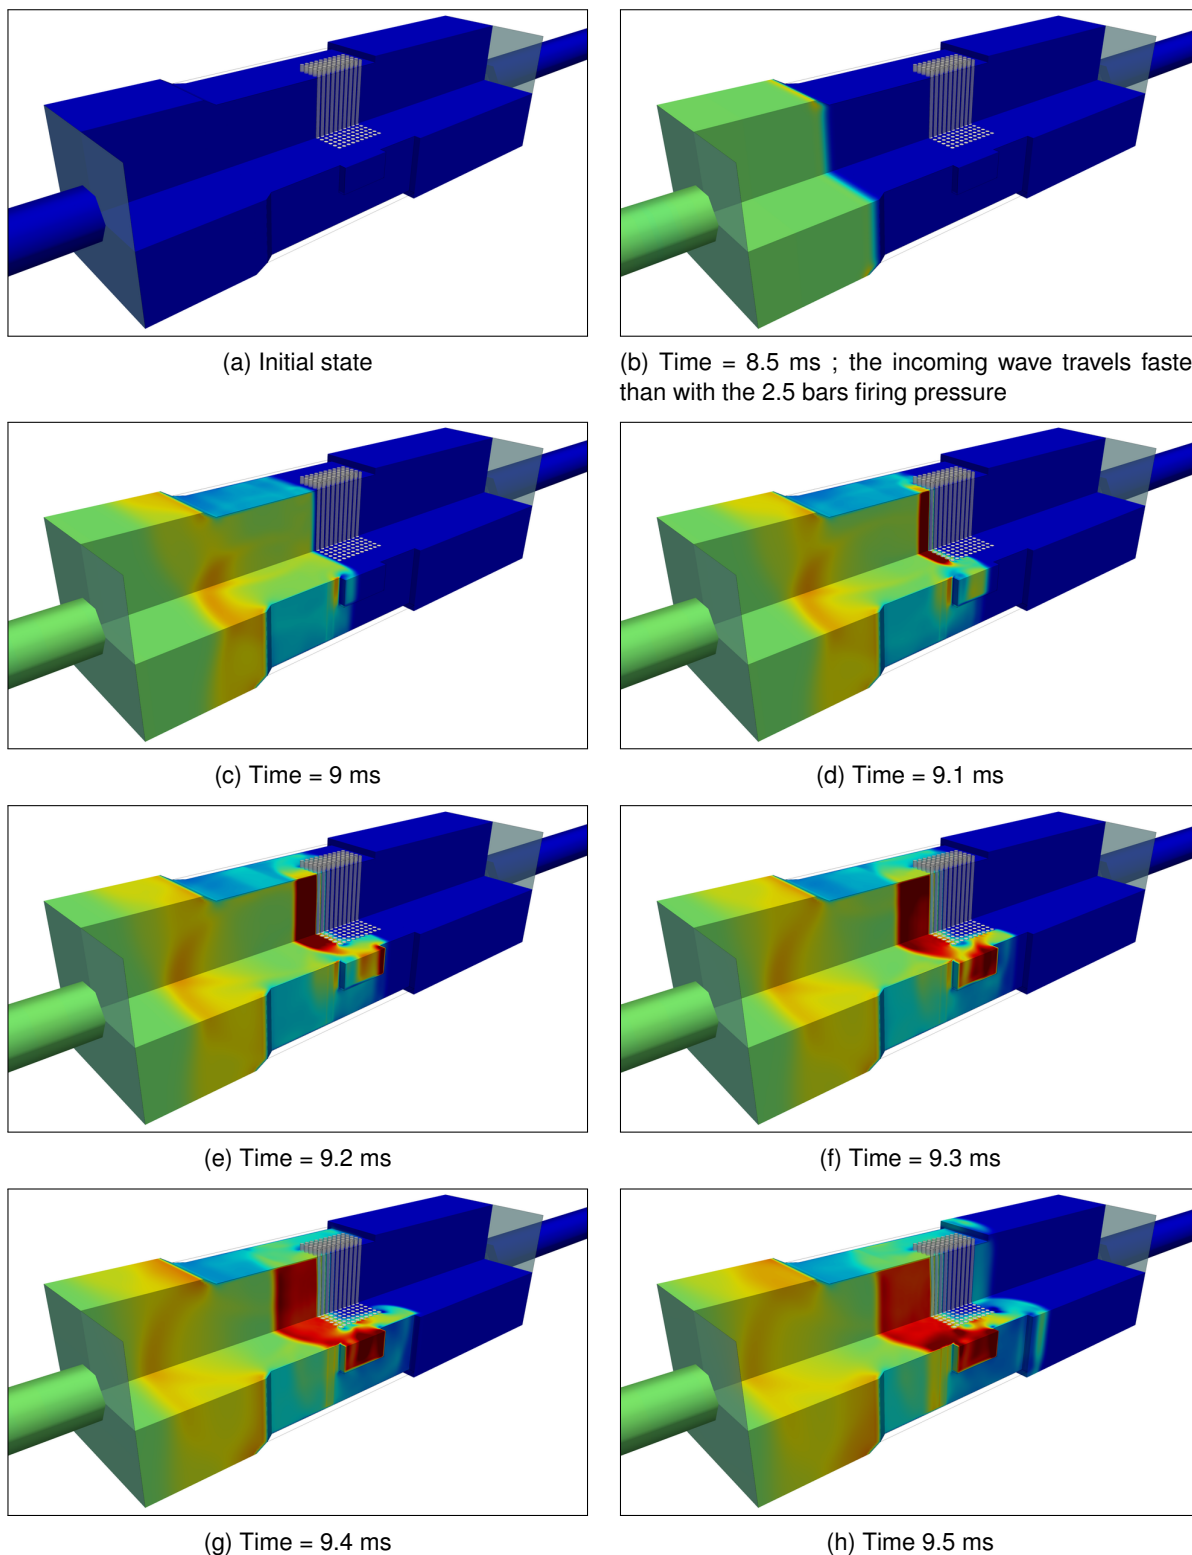 (a) Initial state
(b) Time = 8.5 ms ; the incoming wave travels faste
than with the 2.5 bars firing pressure
(c) Time = 9 ms
(d) Time = 9.1 ms
(e) Time = 9.2 ms
(f) Time = 9.3 ms
(g) Time = 9.4 ms
(h) Time 9.5 ms